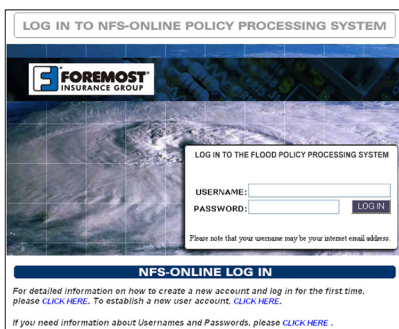 LOG IN TO NFS-ONLINE POLICY PROCESSING SYSTEM
FOREMOST
INSURANCE GROUP
LOG IN TO THE FLOOD POLICY PROCESSING SYSTEM
USERNAME:
PASSWORD:
LOG IN
Please note that your username may be your internet email address.
NFS-ONLINE LOG IN
For detailed information on how to create a new account and log in for the first time,
please CLICK HERE. To establish a new user account, CLICK HERE.
If you need information about Usernames and Passwords, please CLICK HERE .